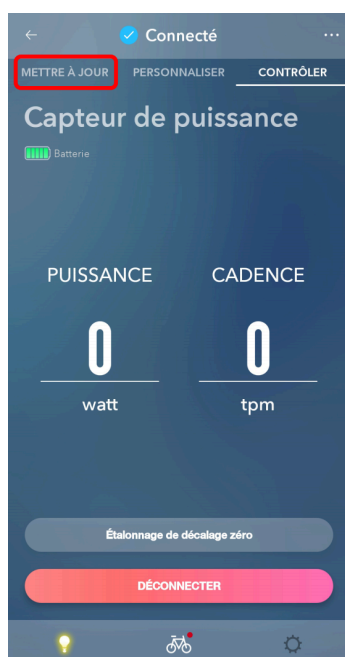 Connecté
METTRE À JOUR PERSONNALISER CONTRÔLER
Capteur de puissance
Batterie
PUISSANCE CADENCE
0 0
watt tpm
Étalonnage de décalage zéro
DÉCONNECTER